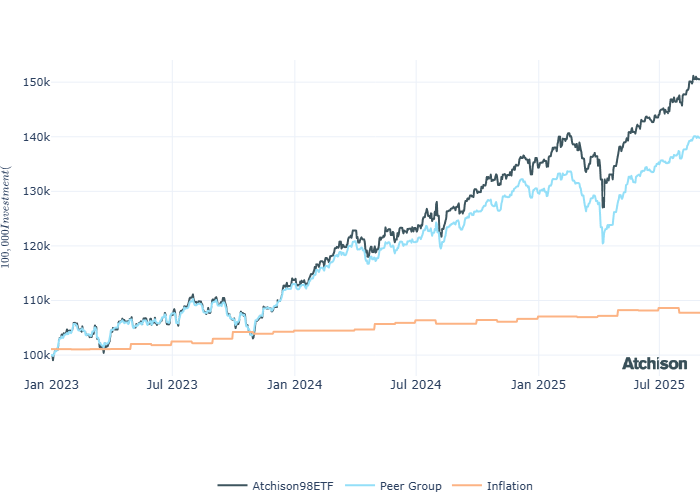 150k
140k
130k
120k
110k
100k
100,000Investment(
Jan 2023
Jul 2023
Jan 2024
Jul 2024
Jan 2025
Jul 2025
Atchison
Atchison98ETF
Peer Group
Inflation